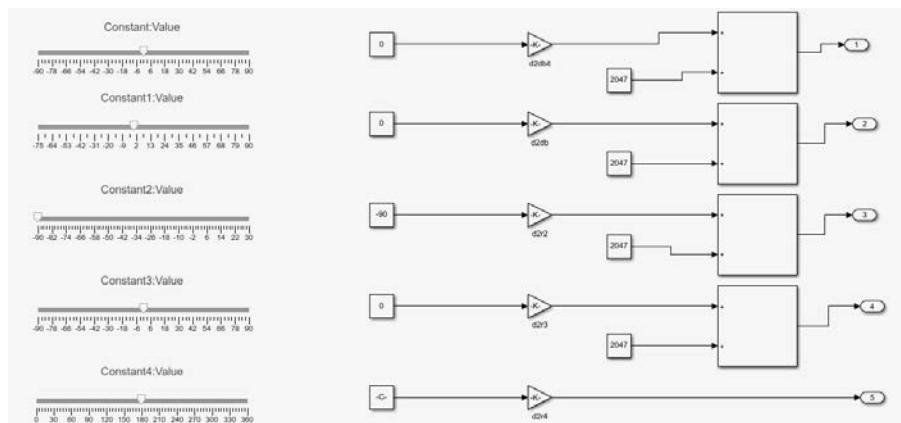 Constant:Value
-90 -78 -66 -54 -42 -30 -18 -6 6 18 30 42 54 66 78 90
Constant1:Value
-75 -64 -53 -42 -31 -20 -9 2 13 24 35 46 57 68 79 90
Constant2:Value
-90 -82 -74 -66 -58 -50 -42 -34 -26 -18 -10 -2 6 14 22 30
Constant3:Value
-90 -78 -66 -54 -42 -30 -18 -6 6 18 30 42 54 66 78 90
Constant4:Value
0 30 60 90 120 150 180 210 240 270 300 330 360
0
-K-
d2db4
2047
+
+
1
0
-K-
d2db
2047
+
+
2
-90
-K-
d2r2
2047
+
+
3
0
-K-
d2r3
2047
+
+
4
-C-
-K-
d2r4
5